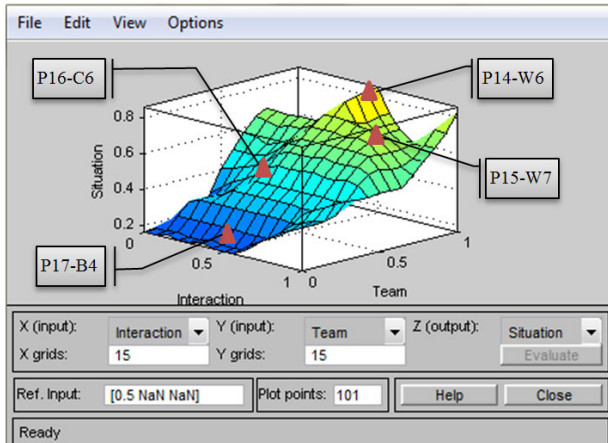 File Edit View Options
P16-C6
P14-W6
P15-W7
P17-B4
Situation
0.8
0.6
0.4
0.2
0
0.5
1
Interaction
0
0.5
1
Team
X (input): Interaction Y (input): Team Z (output): Situation
X grids: 15 Y grids: 15 Evaluate
Ref. Input: [0.5 NaN NaN] Plot points: 101 Help Close
Ready